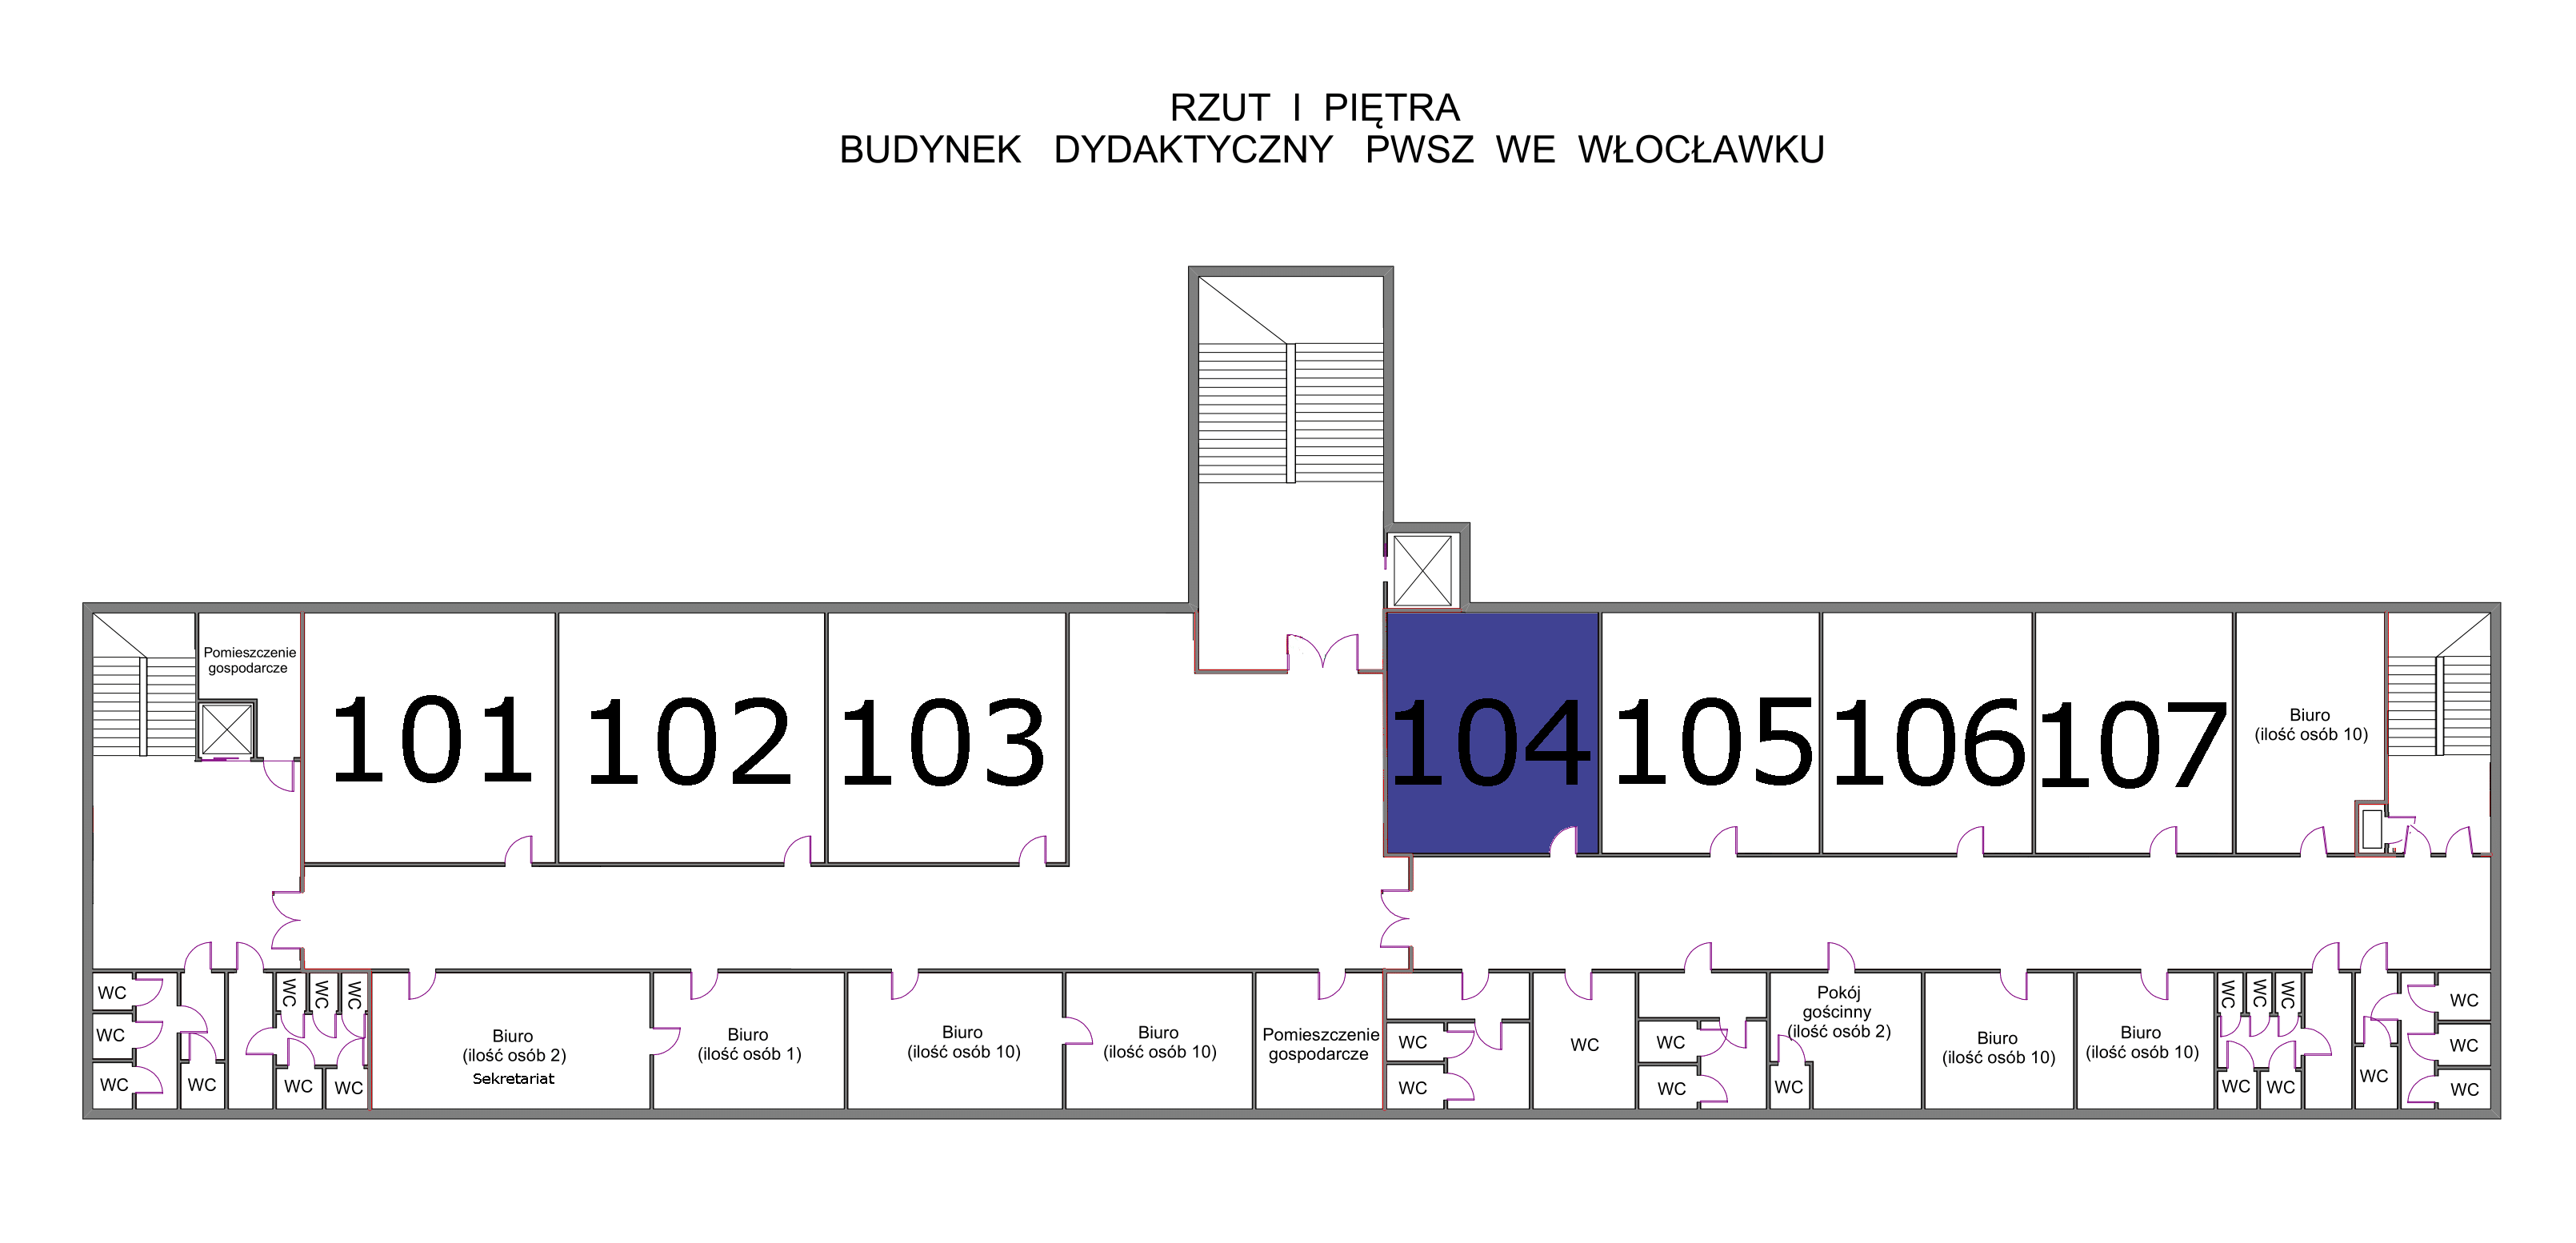 RZUT I PIĘTRA
BUDYNEK DYDAKTYCZNY PWSZ WE WŁOCŁAWKU
Pomieszczenie
gospodarcze
101
102
103
104
105
106
107
Biuro
(ilość osób 10)
WC
WC
WC
WC
WC
WC
WC
WC
WC
Biuro
(ilość osób 2)
Sekretariat
Biuro
(ilość osób 1)
Biuro
(ilość osób 10)
Biuro
(ilość osób 10)
Pomieszczenie
gospodarcze
WC
WC
WC
WC
WC
Pokój
gościnny
(ilość osób 2)
WC
Biuro
(ilość osób 10)
Biuro
(ilość osób 10)
WC
WC
WC
WC
WC
WC
WC
WC
WC